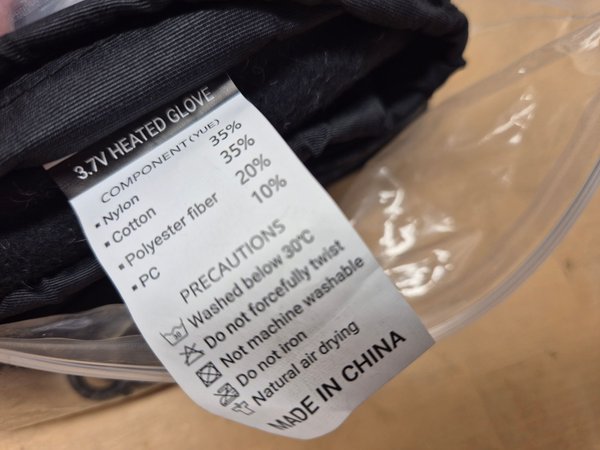 3.7V HEATED GLOVE
COMPONENT(YUE)
▪Nylon 35%
▪Cotton 35%
▪Polyester fiber 20%
▪PC 10%
PRECAUTIONS
Washed below 30°C
Do not forcefully twist
Not machine washable
Do not iron
Natural air drying
MADE IN CHINA